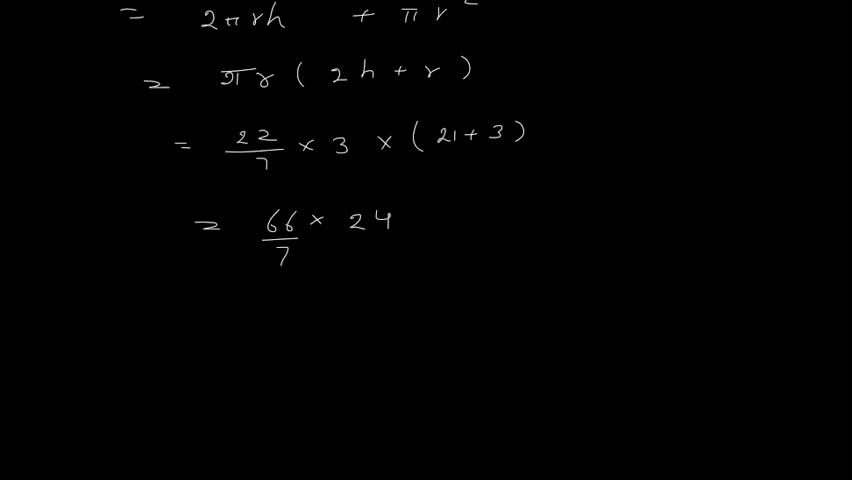 = 2πrh + πr²
= πr ( 2h + r )
= 22/7 × 3 × ( 21 + 3 )
= 66/7 × 24